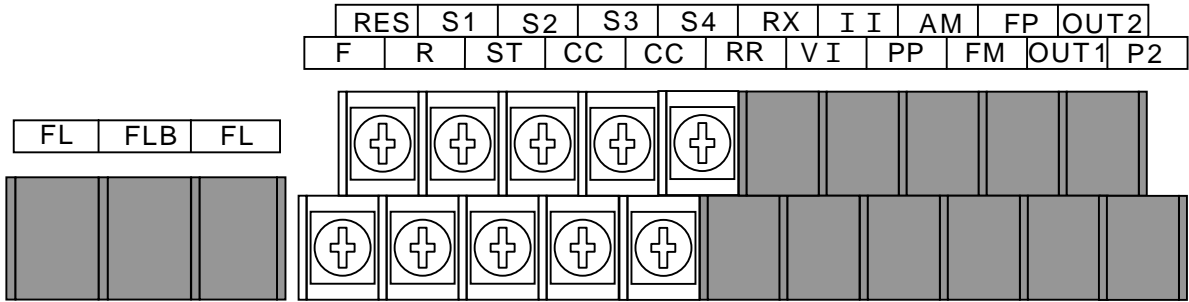 RES S1 S2 S3 S4 RX II AM FP OUT2
F R ST CC CC RR VI PP FM OUT1 P2
FL FLB FL